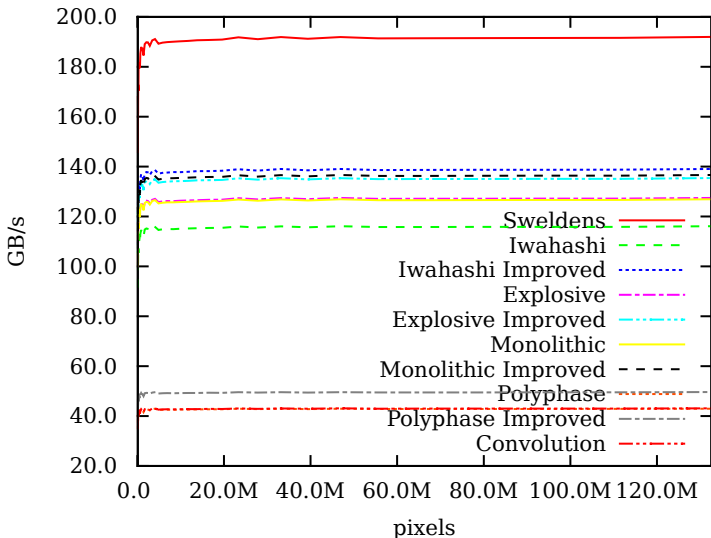 200.0
180.0
160.0
140.0
120.0
100.0
80.0
60.0
40.0
20.0
GB/s
Sweldens
Iwahashi
Iwahashi Improved
Explosive
Explosive Improved
Monolithic
Monolithic Improved
Polyphase
Polyphase Improved
Convolution
0.0 20.0M 40.0M 60.0M 80.0M 100.0M 120.0M
pixels